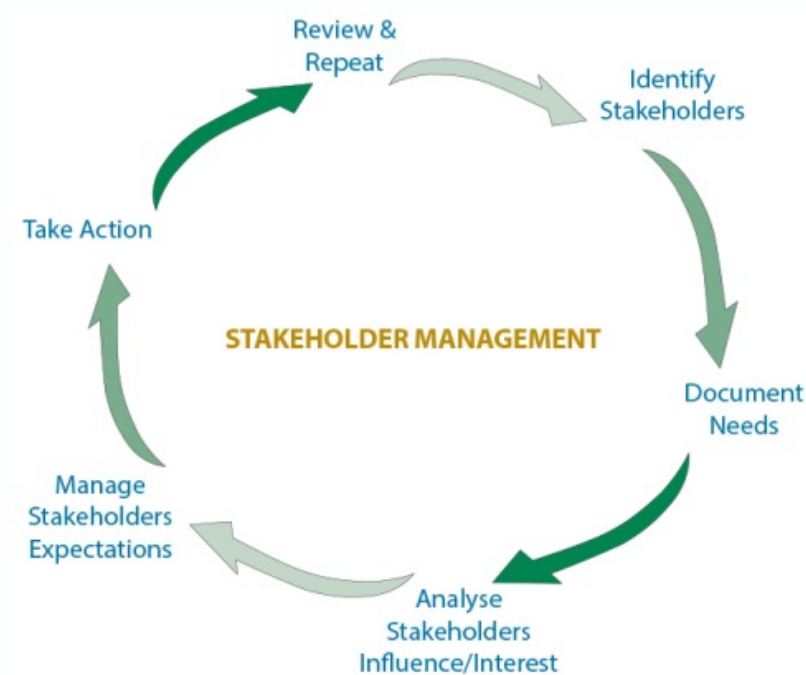 Review &
Repeat
Identify
Stakeholders
Document
Needs
Analyse
Stakeholders
Influence/Interest
Manage
Stakeholders
Expectations
Take Action
STAKEHOLDER MANAGEMENT